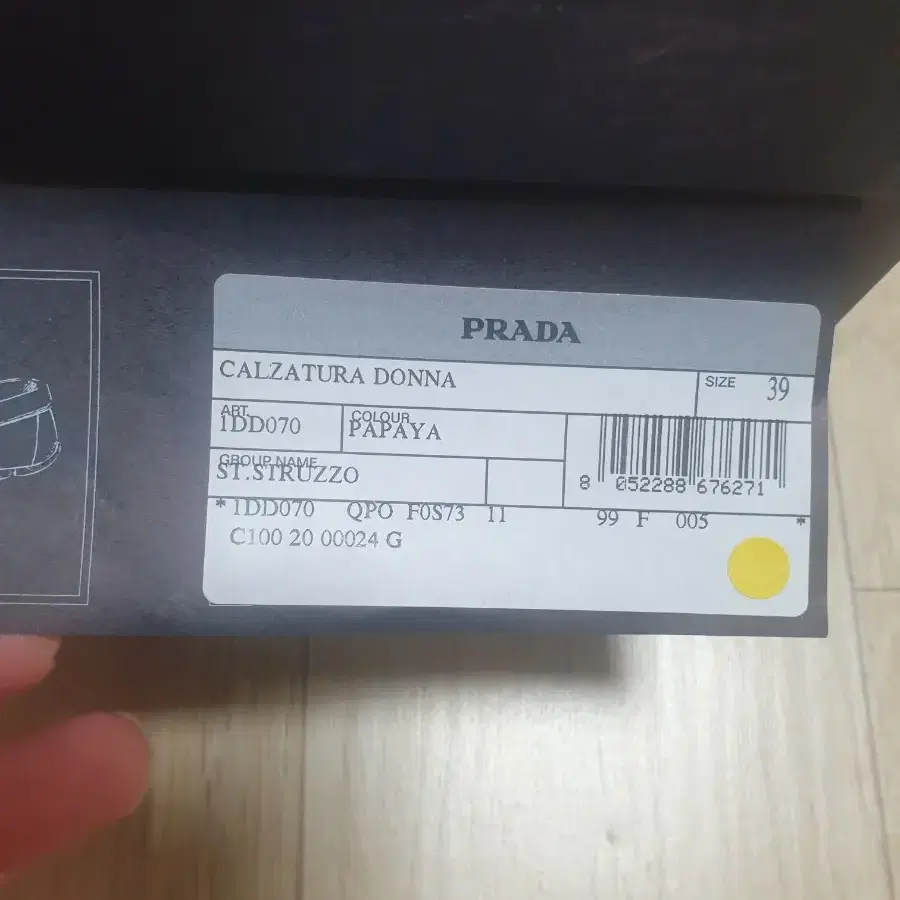 PRADA
CALZATURA DONNA
SIZE 39
ART. 1DD070
COLOUR PAPAYA
GROUP NAME ST.STRUZZO
8 052288 676271
* 1DD070 QPO F0S73 11 99 F 005 *
C100 20 00024 G